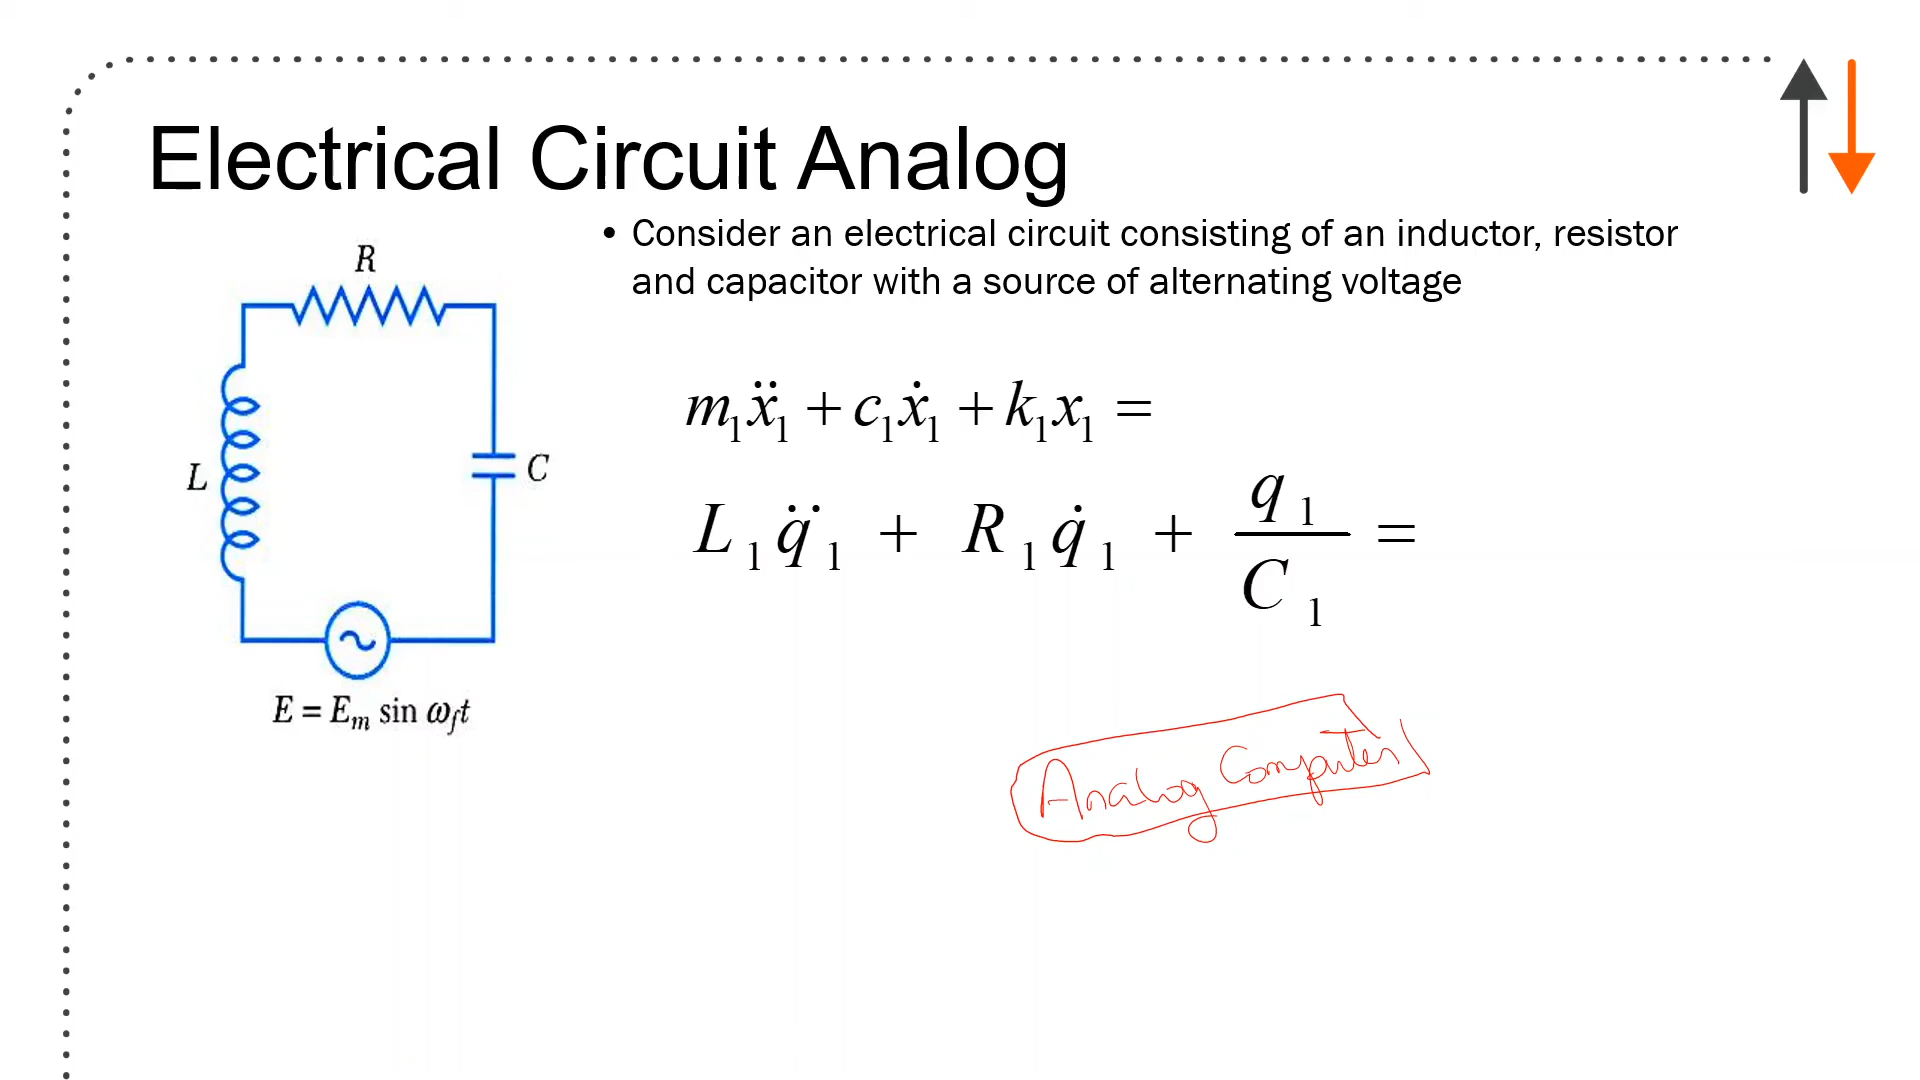 Electrical Circuit Analog
• Consider an electrical circuit consisting of an inductor, resistor
and capacitor with a source of alternating voltage
R
L
C
E = Eₘ sin ω_f t
m₁ẍ₁ + c₁ẋ₁ + k₁x₁ =
L₁q̈₁ + R₁q̇₁ + q₁/C₁ =
Analog Computer